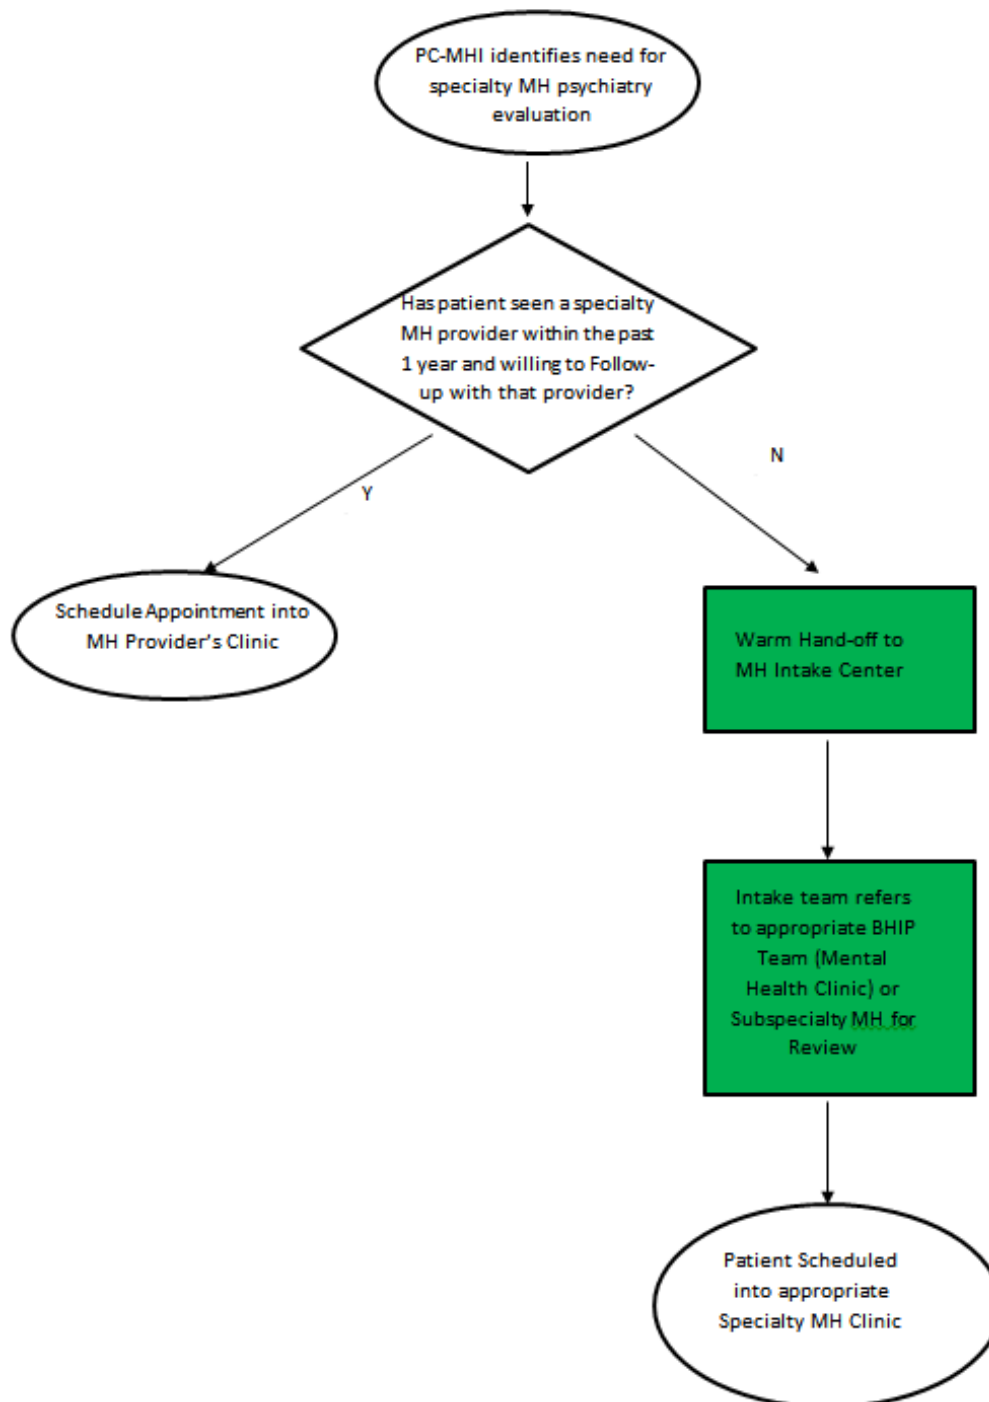 PC-MHI identifies need for
specialty MH psychiatry
evaluation
Has patient seen a specialty
MH provider within the past
1 year and willing to Follow-
up with that provider?
Y
N
Schedule Appointment into
MH Provider's Clinic
Warm Hand-off to
MH Intake Center
Intake team refers
to appropriate BHIP
Team (Mental
Health Clinic) or
Subspecialty MH for
Review
Patient Scheduled
into appropriate
Specialty MH Clinic